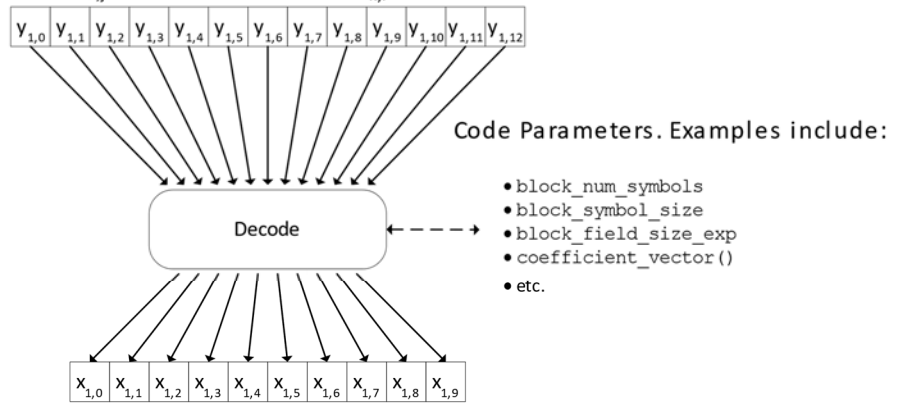 y1,0 y1,1 y1,2 y1,3 y1,4 y1,5 y1,6 y1,7 y1,8 y1,9 y1,10 y1,11 y1,12
Code Parameters. Examples include:
• block_num_symbols
• block_symbol_size
Decode
• block_field_size_exp
• coefficient_vector()
• etc.
x1,0 x1,1 x1,2 x1,3 x1,4 x1,5 x1,6 x1,7 x1,8 x1,9